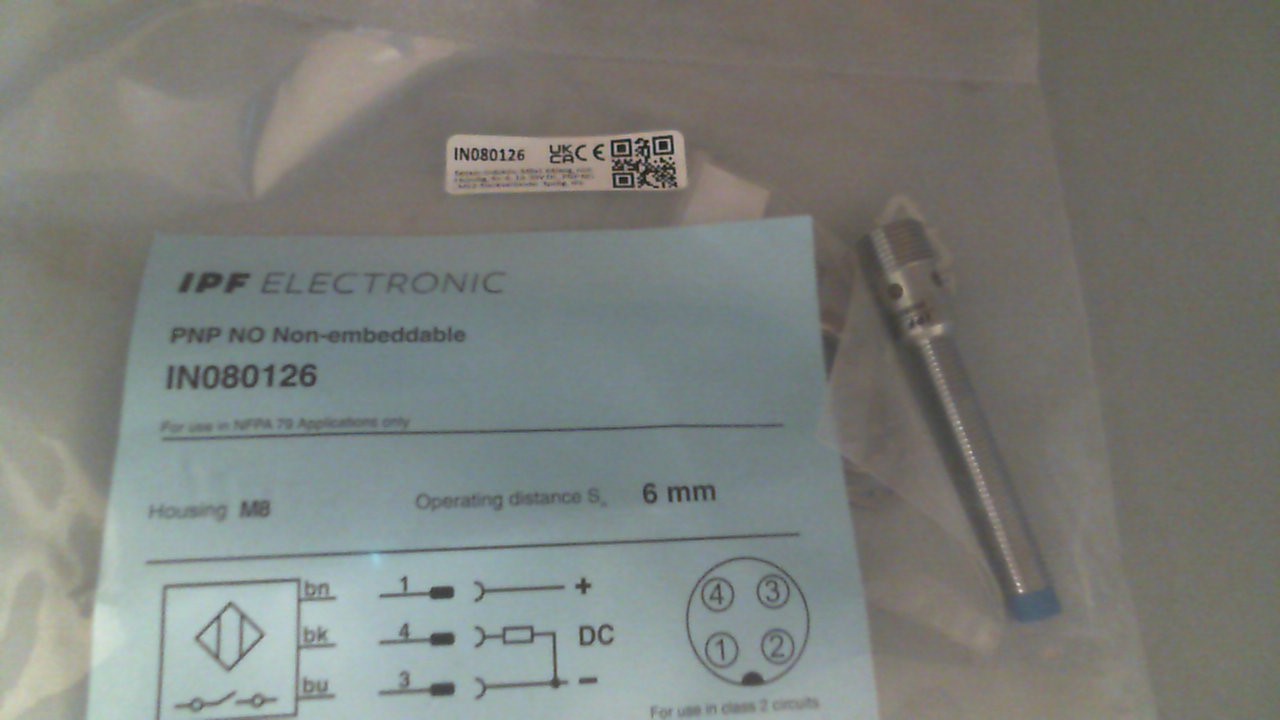 IN080126 UK CA CE
IPF ELECTRONIC
PNP NO Non-embeddable
IN080126
For use in NFPA 79 Applications only
Housing M8 Operating distance Sn 6 mm
bn 1 +
bk 4 DC
bu 3 −
4 3
1 2
For use in class 2 circuits